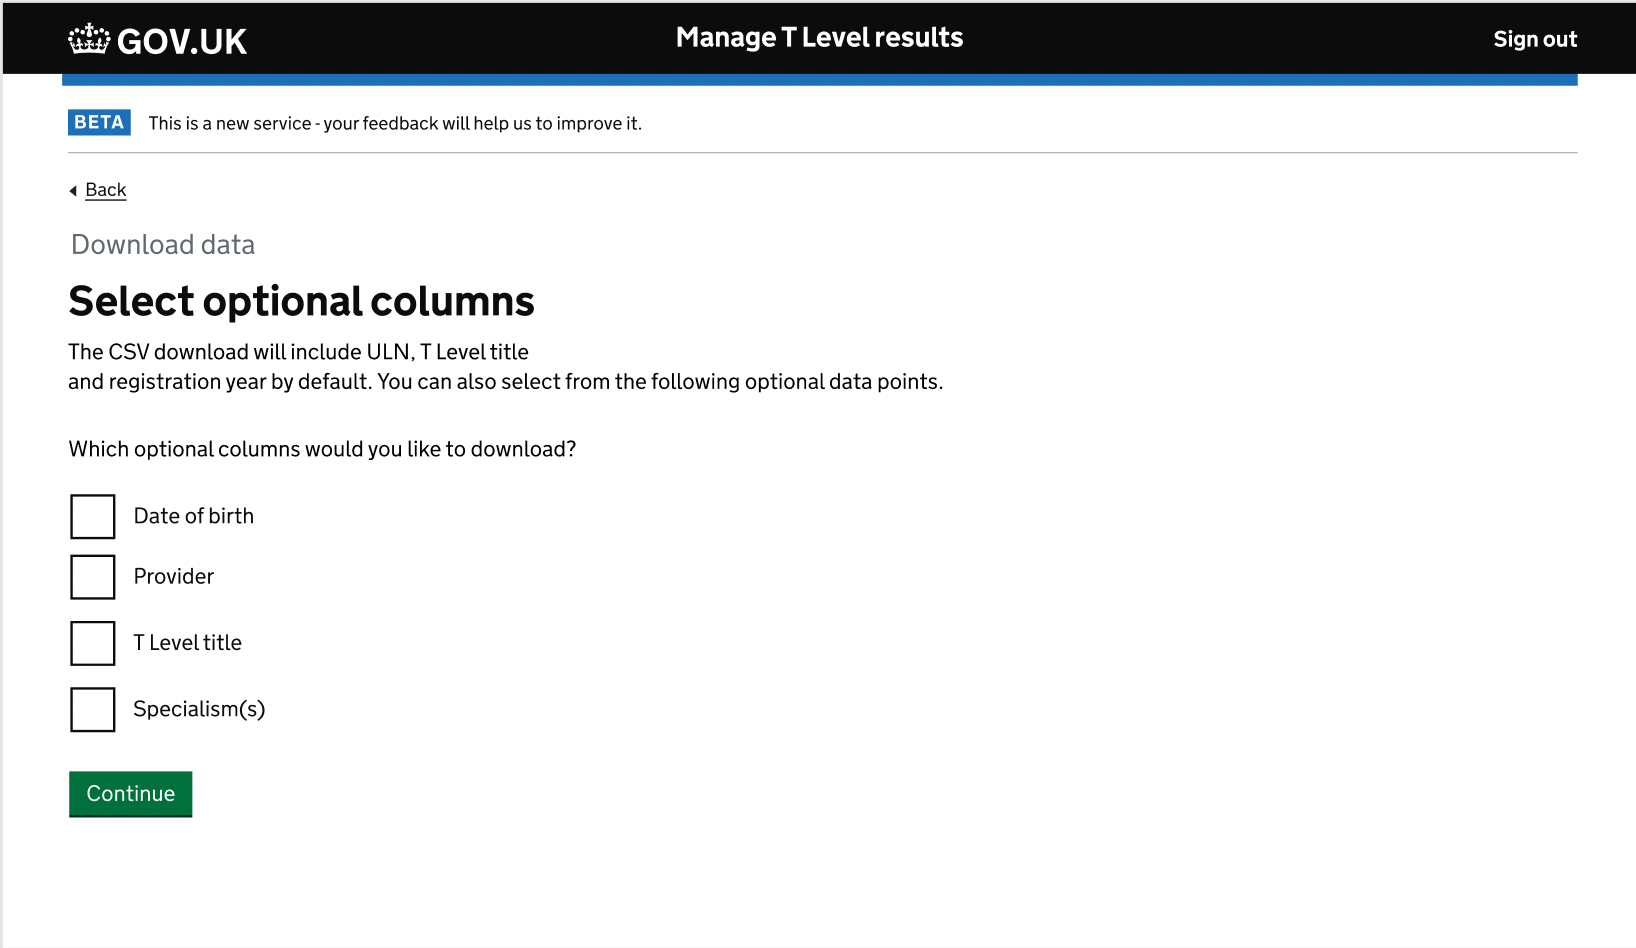 GOV.UK
Manage T Level results
Sign out
BETA
This is a new service - your feedback will help us to improve it.
Back
Download data
Select optional columns
The CSV download will include ULN, T Level title
and registration year by default. You can also select from the following optional data points.
Which optional columns would you like to download?
Date of birth
Provider
T Level title
Specialism(s)
Continue